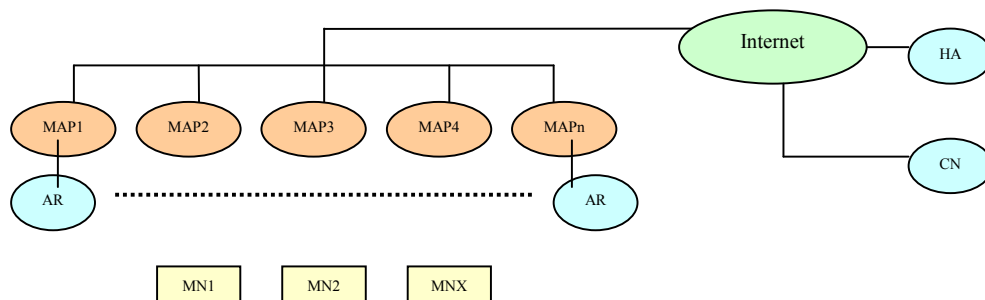 Internet
HA
MAP1 MAP2 MAP3 MAP4 MAPn
CN
AR AR
MN1 MN2 MNX